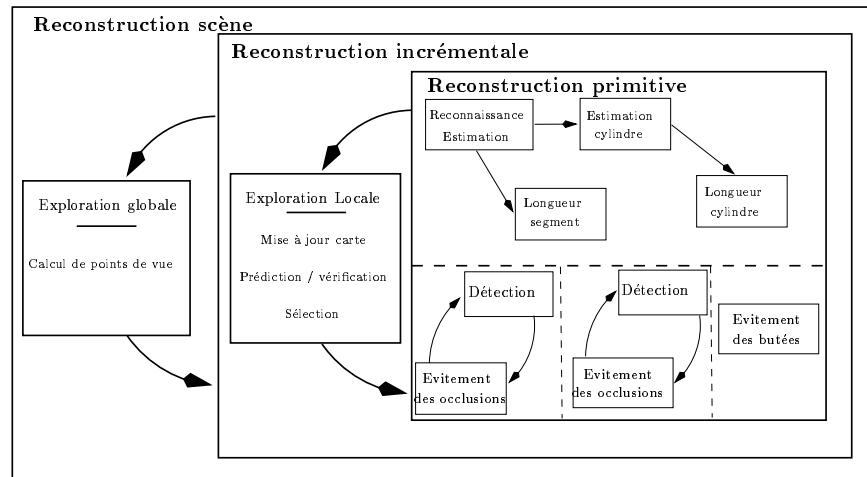 Reconstruction scène
Reconstruction incrémentale
Reconstruction primitive
Reconnaissance
Estimation
Estimation
cylindre
Longueur
segment
Longueur
cylindre
Exploration globale
Calcul de points de vue
Exploration Locale
Mise à jour carte
Prédiction / vérification
Sélection
Détection
Evitement
des occlusions
Détection
Evitement
des occlusions
Evitement
des butées